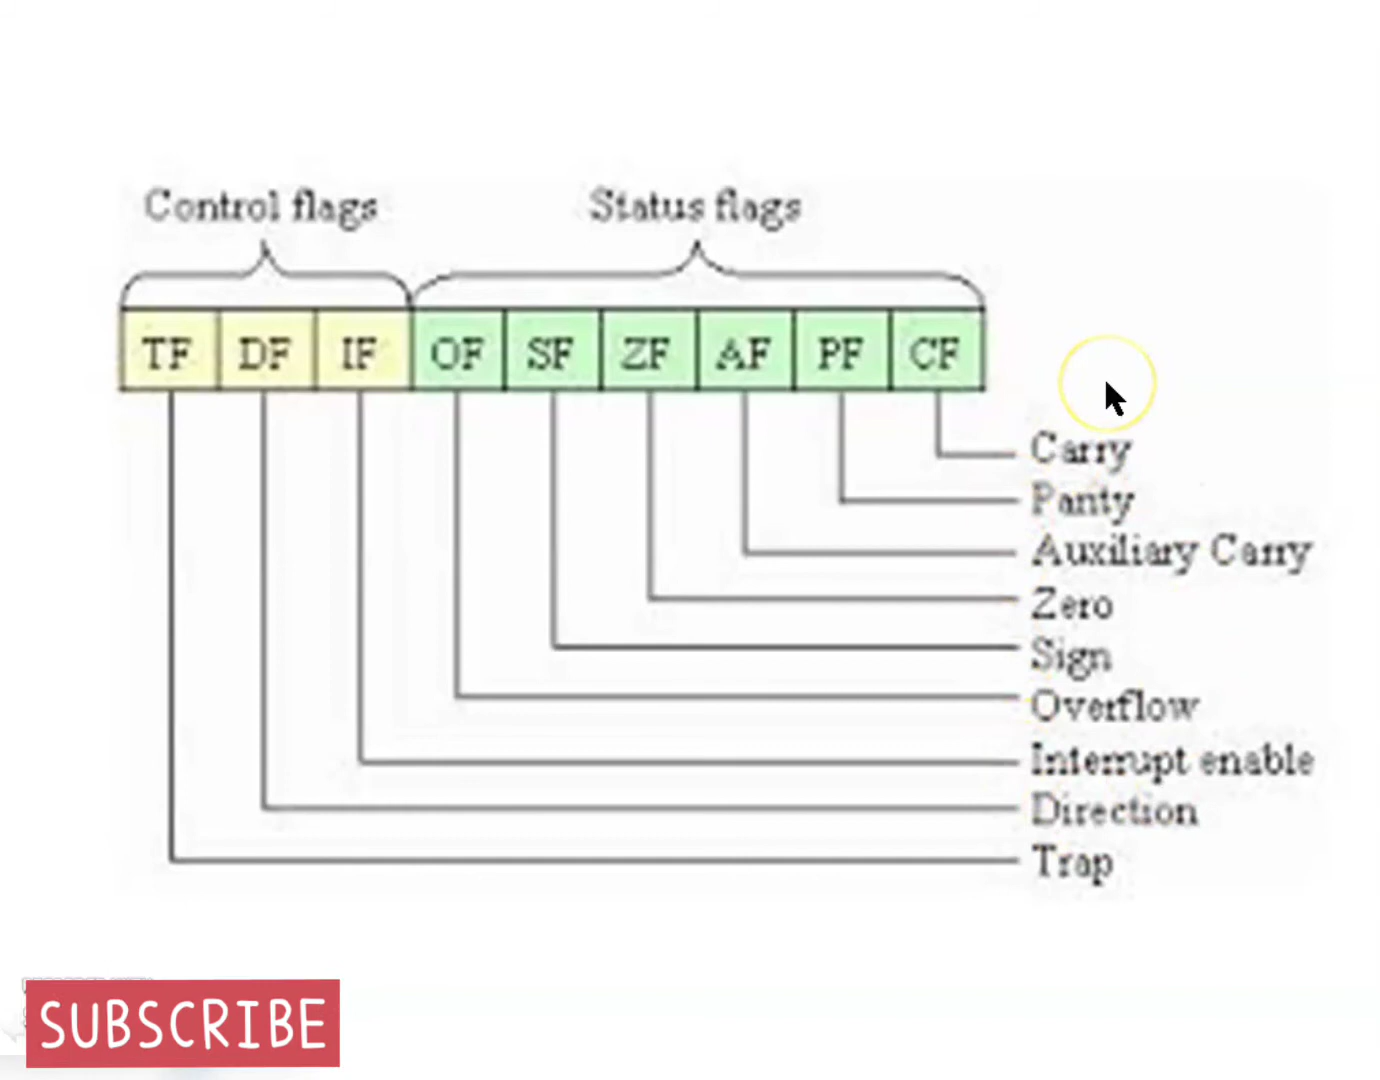 Control flags
Status flags
TF DF IF OF SF ZF AF PF CF
Carry
Parity
Auxiliary Carry
Zero
Sign
Overflow
Interrupt enable
Direction
Trap
SUBSCRIBE